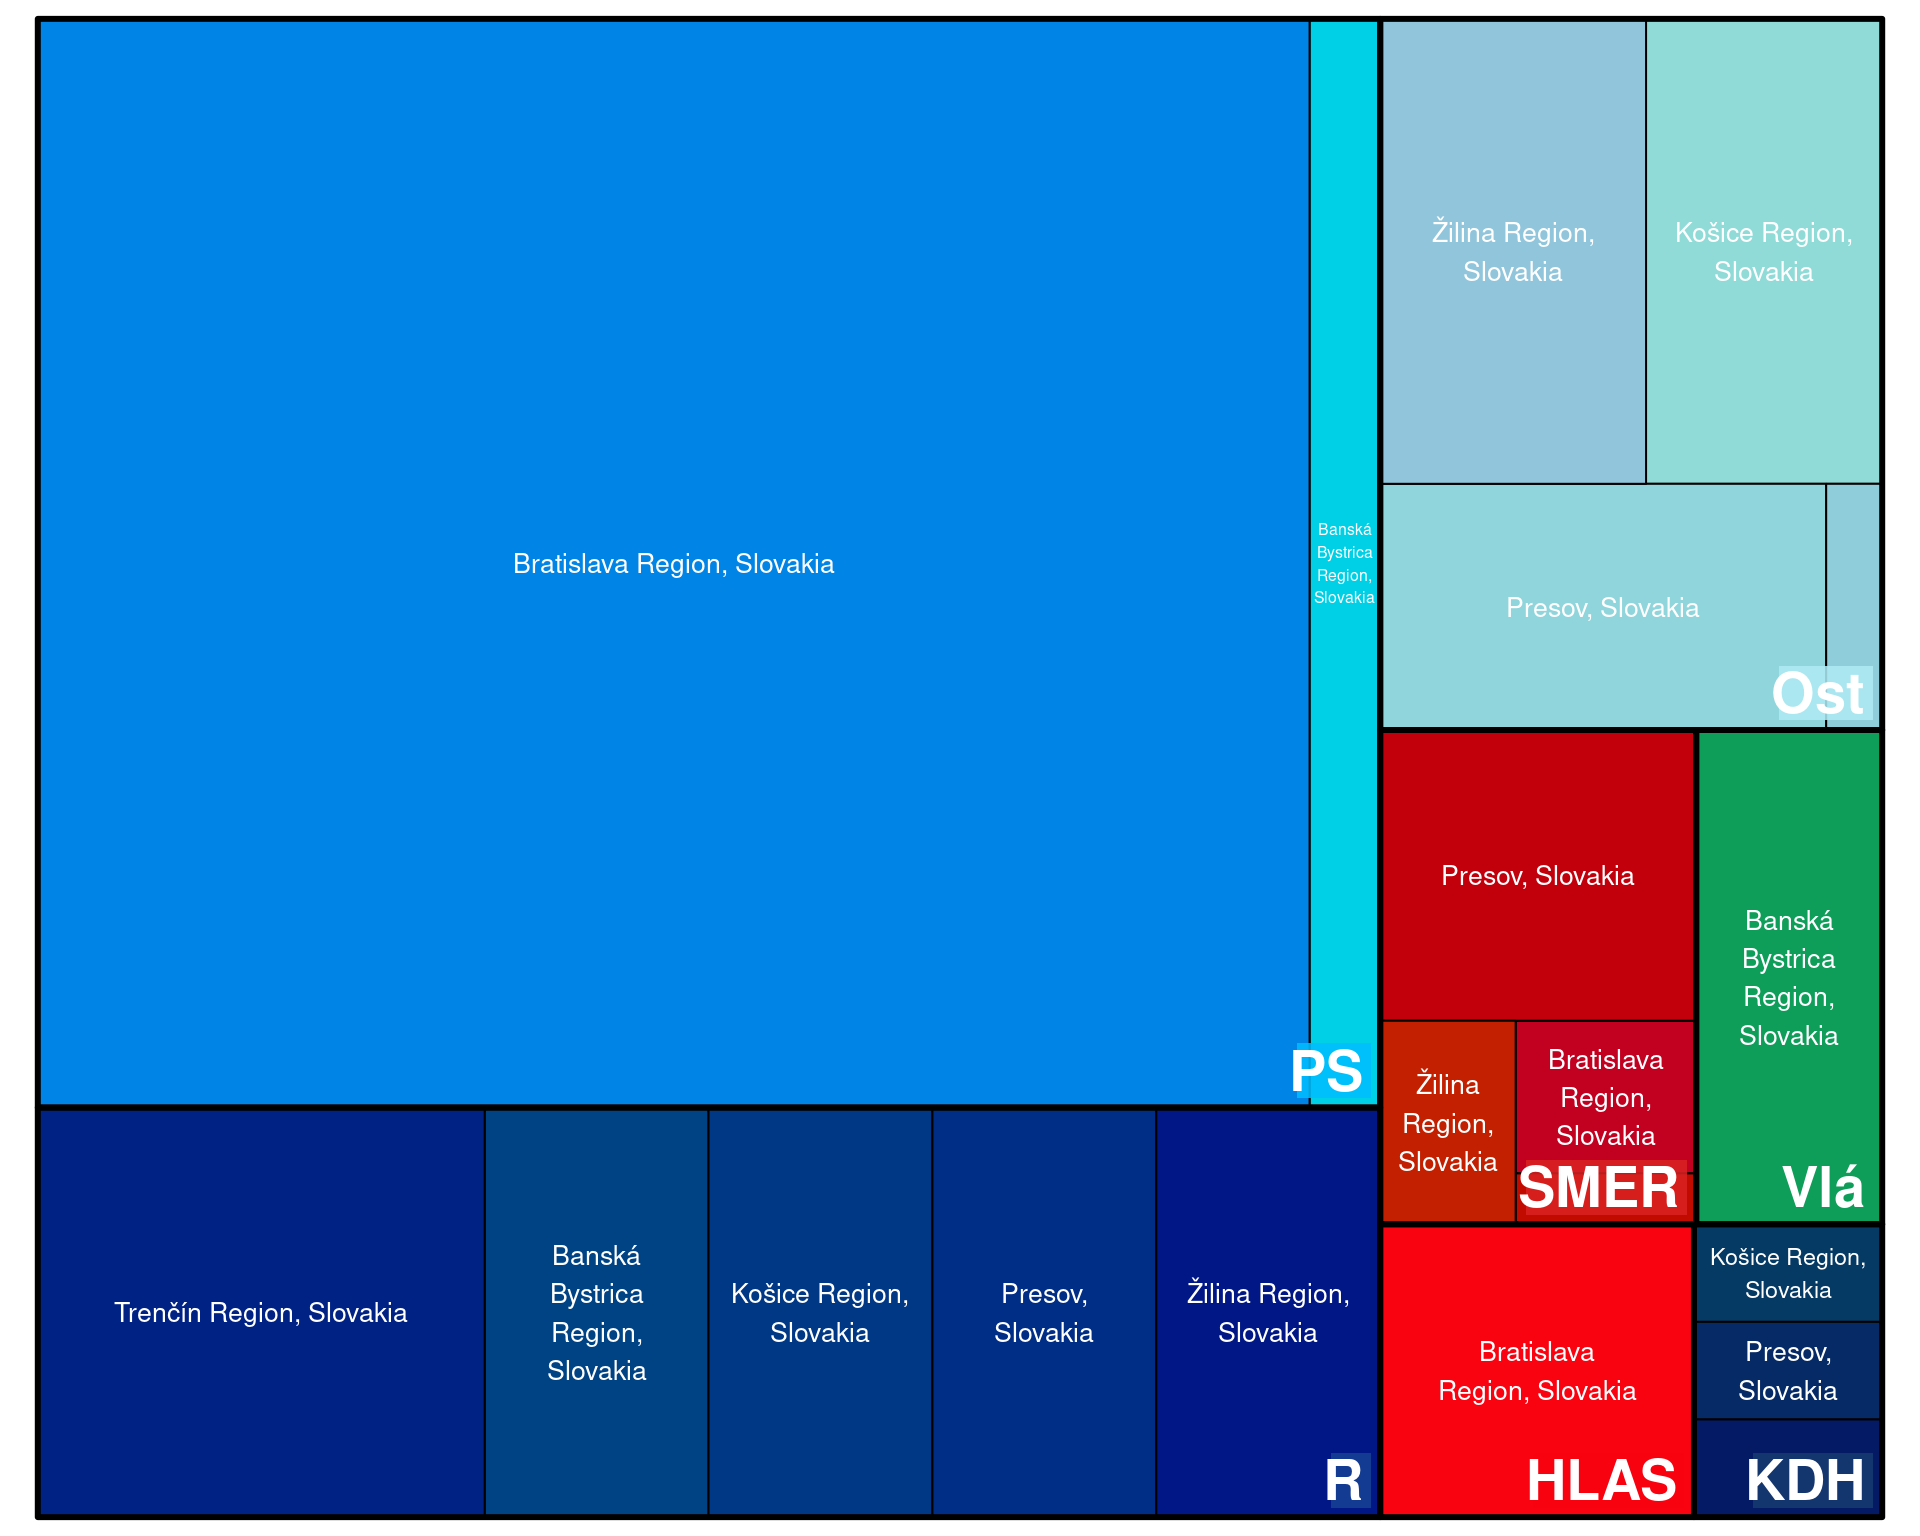 Bratislava Region, Slovakia
Banská
Bystrica
Region,
Slovakia
PS
Trenčín Region, Slovakia
Banská
Bystrica
Region,
Slovakia
Košice Region,
Slovakia
Presov,
Slovakia
Žilina Region,
Slovakia
R
Žilina Region,
Slovakia
Košice Region,
Slovakia
Presov, Slovakia
Ost
Presov, Slovakia
Žilina
Region,
Slovakia
Bratislava
Region,
Slovakia
SMER
Banská
Bystrica
Region,
Slovakia
Vlá
Bratislava
Region, Slovakia
HLAS
Košice Region,
Slovakia
Presov,
Slovakia
KDH